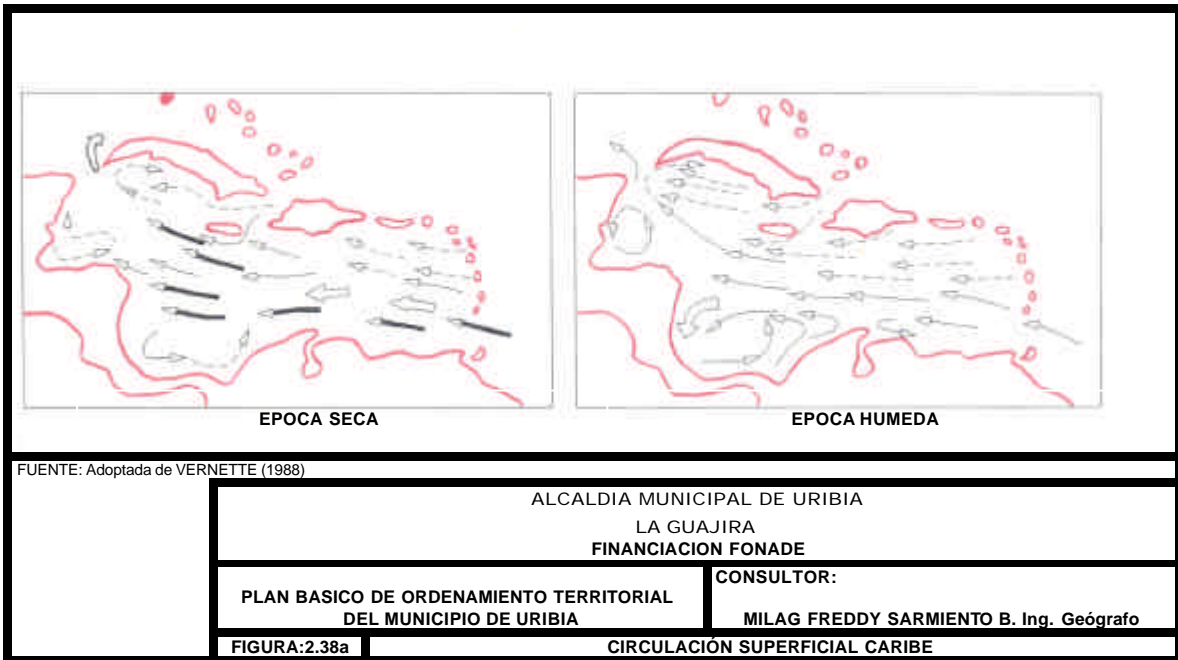 EPOCA SECA
EPOCA HUMEDA
FUENTE: Adoptada de VERNETTE (1988)
ALCALDIA MUNICIPAL DE URIBIA
LA GUAJIRA
FINANCIACION FONADE
PLAN BASICO DE ORDENAMIENTO TERRITORIAL
DEL MUNICIPIO DE URIBIA
CONSULTOR:
MILAG FREDDY SARMIENTO B. Ing. Geógrafo
FIGURA:2.38a
CIRCULACIÓN SUPERFICIAL CARIBE